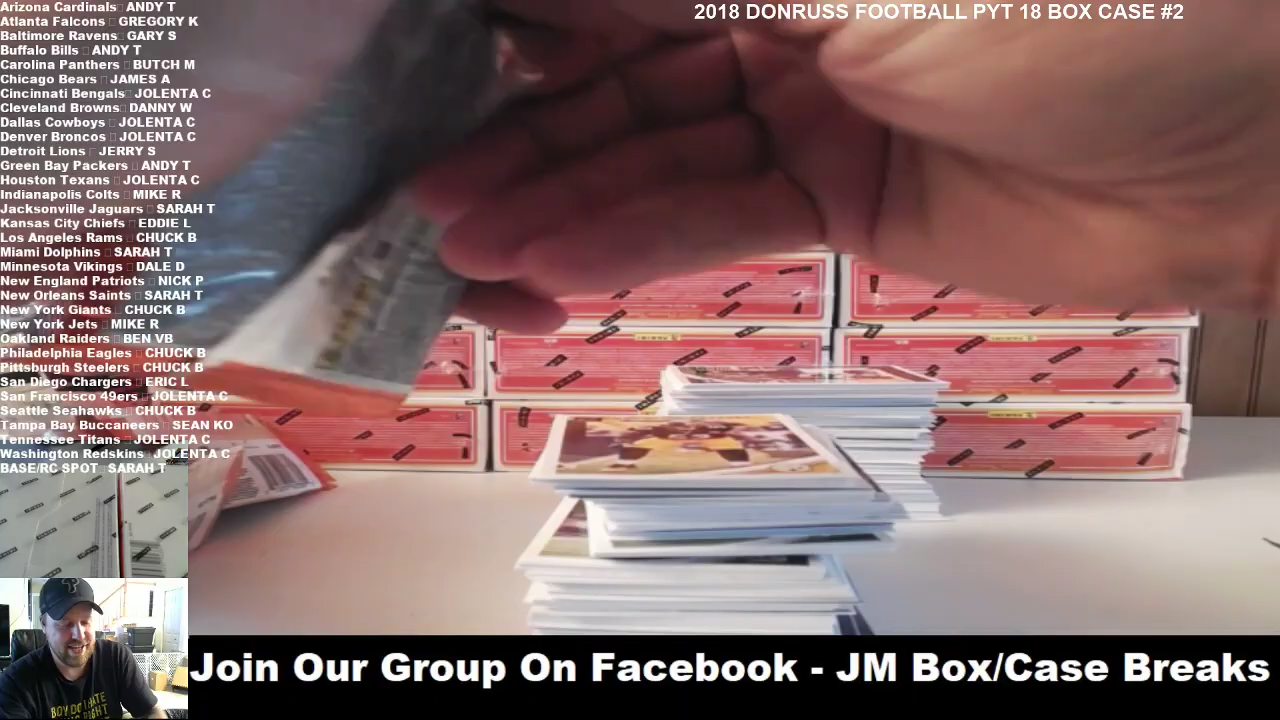 Arizona Cardinals ANDY T
Atlanta Falcons GREGORY K
Baltimore Ravens GARY S
Buffalo Bills ANDY T
Carolina Panthers BUTCH M
Chicago Bears JAMES A
Cincinnati Bengals JOLENTA C
Cleveland Browns DANNY W
Dallas Cowboys JOLENTA C
Denver Broncos JOLENTA C
Detroit Lions JERRY S
Green Bay Packers ANDY T
Houston Texans JOLENTA C
Indianapolis Colts MIKE R
Jacksonville Jaguars SARAH T
Kansas City Chiefs EDDIE L
Los Angeles Rams CHUCK B
Miami Dolphins SARAH T
Minnesota Vikings DALE D
New England Patriots NICK P
New Orleans Saints SARAH T
New York Giants CHUCK B
New York Jets MIKE R
Oakland Raiders BEN VB
Philadelphia Eagles CHUCK B
Pittsburgh Steelers CHUCK B
San Diego Chargers ERIC L
San Francisco 49ers JOLENTA C
Seattle Seahawks CHUCK B
Tampa Bay Buccaneers SEAN KO
Tennessee Titans JOLENTA C
Washington Redskins JOLENTA C
BASE/RC SPOT SARAH T
2018 DONRUSS FOOTBALL PYT 18 BOX CASE #2
Join Our Group On Facebook - JM Box/Case Breaks